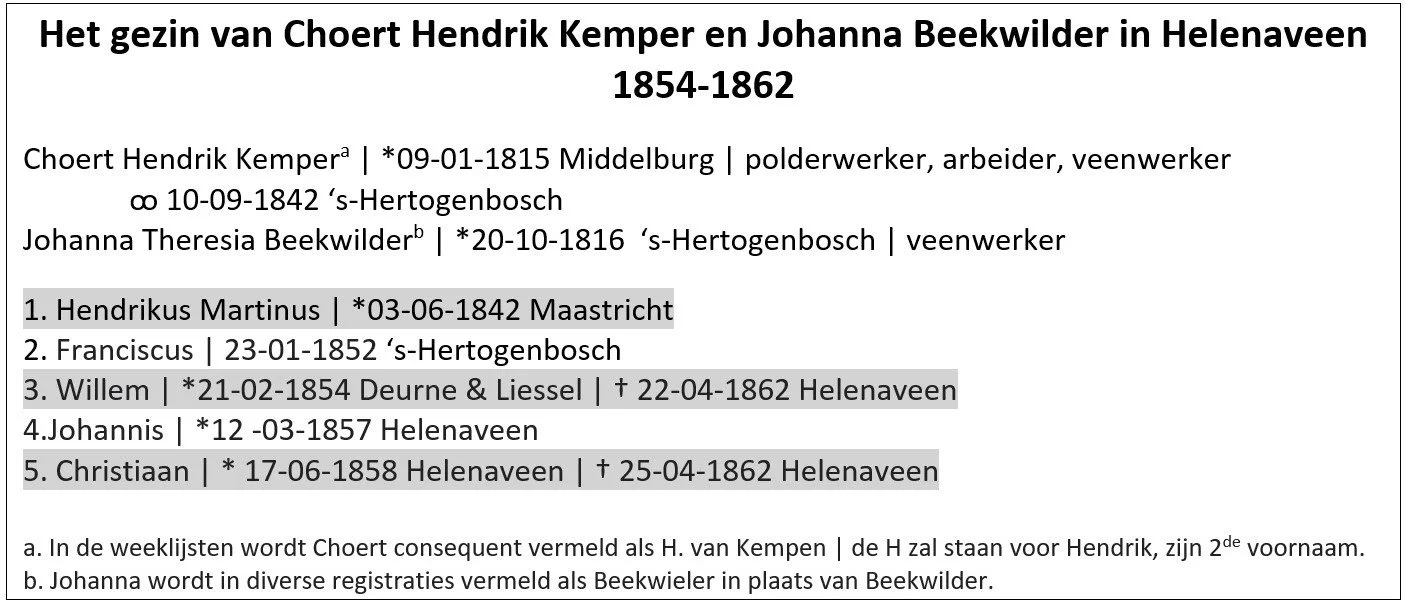 Het gezin van Choert Hendrik Kemper en Johanna Beekwilder in Helenaveen
1854-1862
Choert Hendrik Kemperᵃ | *09-01-1815 Middelburg | polderwerker, arbeider, veenwerker
ꝏ 10-09-1842 ‘s-Hertogenbosch
Johanna Theresia Beekwilderᵇ | *20-10-1816 ‘s-Hertogenbosch | veenwerker
1. Hendrikus Martinus | *03-06-1842 Maastricht
2. Franciscus | 23-01-1852 ‘s-Hertogenbosch
3. Willem | *21-02-1854 Deurne & Liessel | † 22-04-1862 Helenaveen
4.Johannis | *12 -03-1857 Helenaveen
5. Christiaan | * 17-06-1858 Helenaveen | † 25-04-1862 Helenaveen
a. In de weeklijsten wordt Choert consequent vermeld als H. van Kempen | de H zal staan voor Hendrik, zijn 2ᵈᵉ voornaam.
b. Johanna wordt in diverse registraties vermeld als Beekwieler in plaats van Beekwilder.